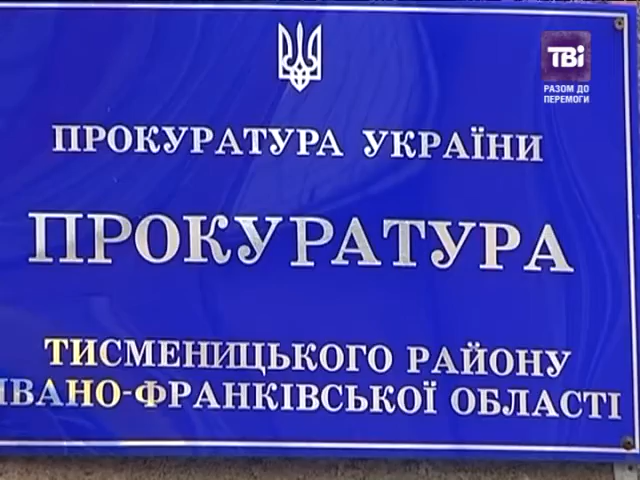 ТВі
РАЗОМ ДО
ПЕРЕМОГИ
ПРОКУРАТУРА УКРАЇНИ
ПРОКУРАТУРА
ТИСМЕНИЦЬКОГО РАЙОНУ
ІВАНО-ФРАНКІВСЬКОЇ ОБЛАСТІ